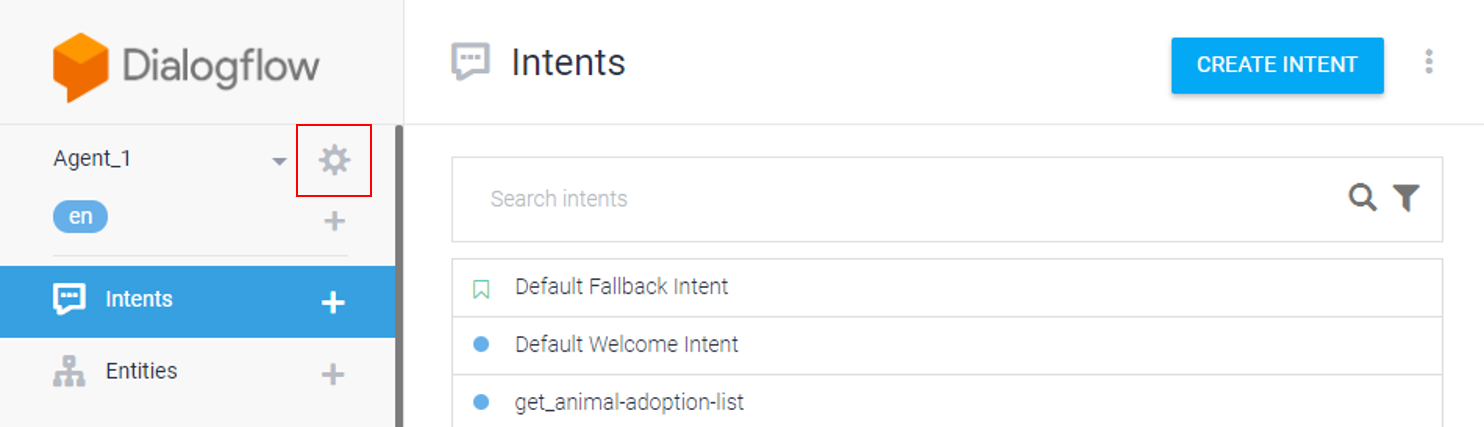 Dialogflow
Agent_1
en
Intents
Entities
Intents
CREATE INTENT
Search intents
Default Fallback Intent
Default Welcome Intent
get_animal-adoption-list